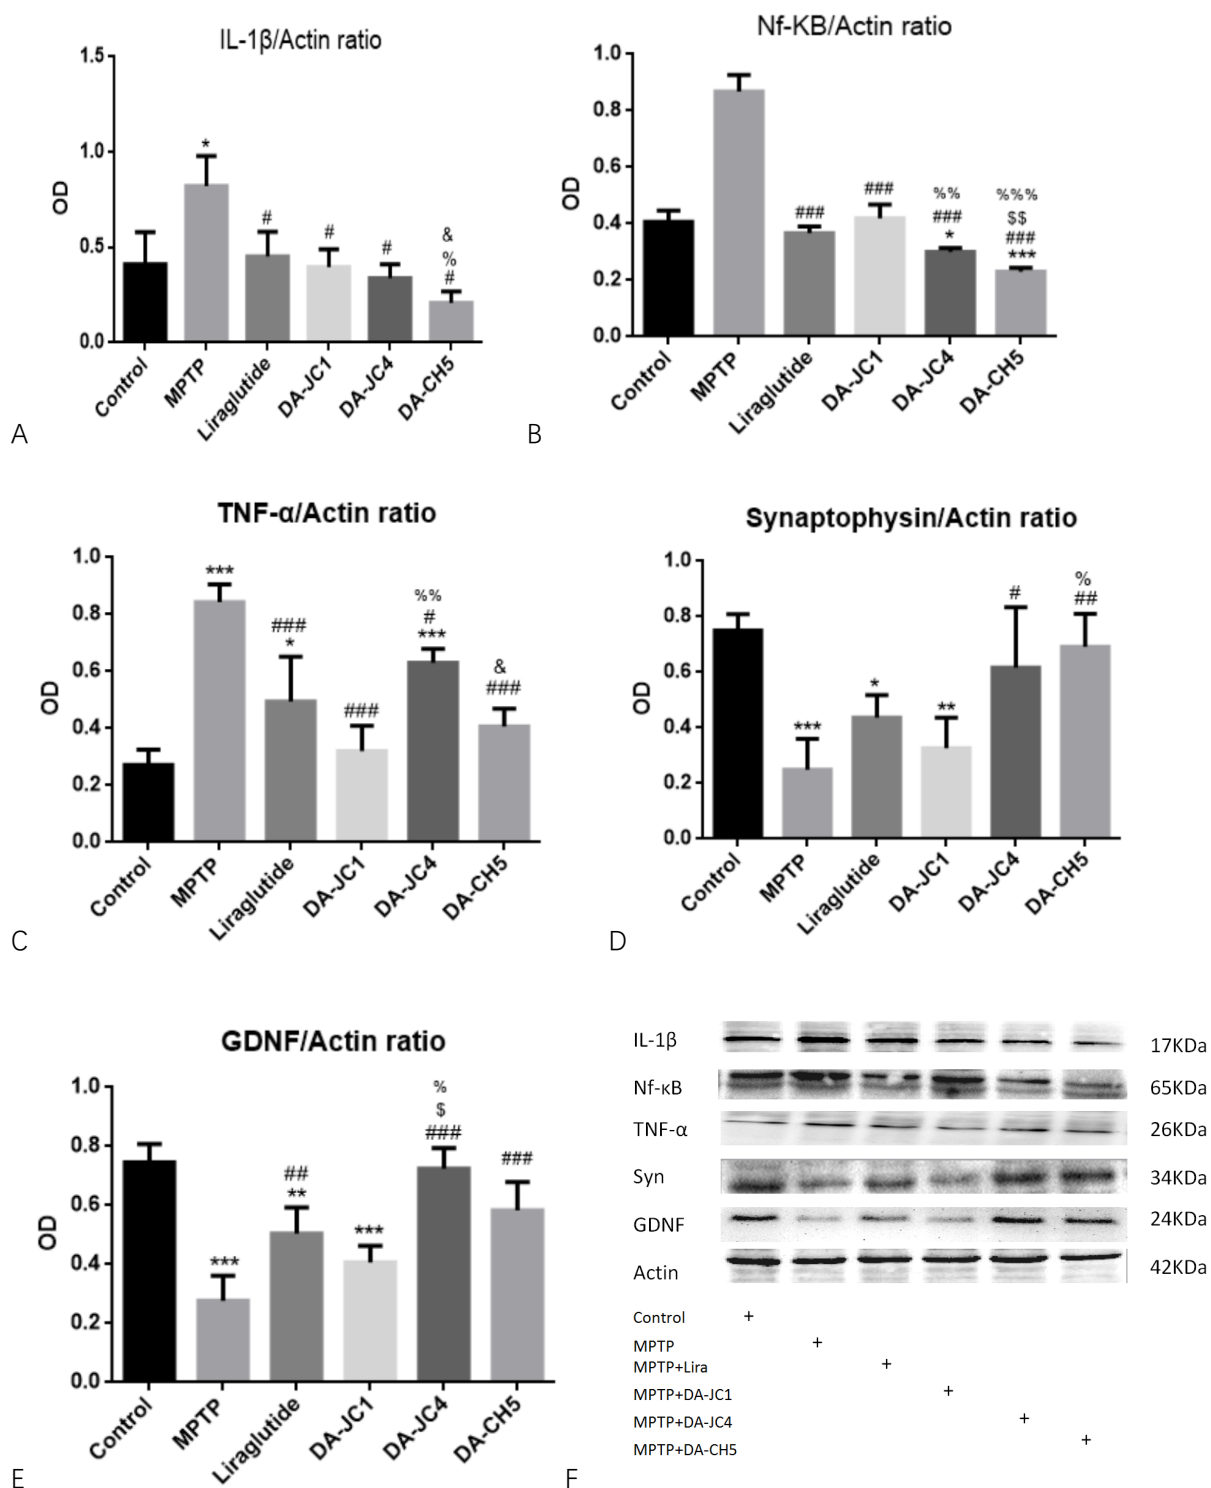 IL-1β/Actin ratio
1.5
1.0
0.5
0.0
OD
*
#
#
#
&
%
#
Control
MPTP
Liraglutide
DA-JC1
DA-JC4
DA-CH5
A
Nf-KB/Actin ratio
1.0
0.8
0.6
0.4
0.2
0.0
OD
###
###
%%
###
*
%%%
$$
###
***
Control
MPTP
Liraglutide
DA-JC1
DA-JC4
DA-CH5
B
TNF-α/Actin ratio
1.0
0.8
0.6
0.4
0.2
0.0
OD
***
###
*
###
%%
#
***
&
###
Control
MPTP
Liraglutide
DA-JC1
DA-JC4
DA-CH5
C
Synaptophysin/Actin ratio
1.0
0.8
0.6
0.4
0.2
0.0
OD
***
*
**
#
%
##
Control
MPTP
Liraglutide
DA-JC1
DA-JC4
DA-CH5
D
GDNF/Actin ratio
1.0
0.8
0.6
0.4
0.2
0.0
OD
***
##
**
***
%
$
###
###
Control
MPTP
Liraglutide
DA-JC1
DA-JC4
DA-CH5
E
IL-1β 17KDa
Nf-κB 65KDa
TNF-α 26KDa
Syn 34KDa
GDNF 24KDa
Actin 42KDa
Control +
MPTP +
MPTP+Lira +
MPTP+DA-JC1 +
MPTP+DA-JC4 +
MPTP+DA-CH5 +
F